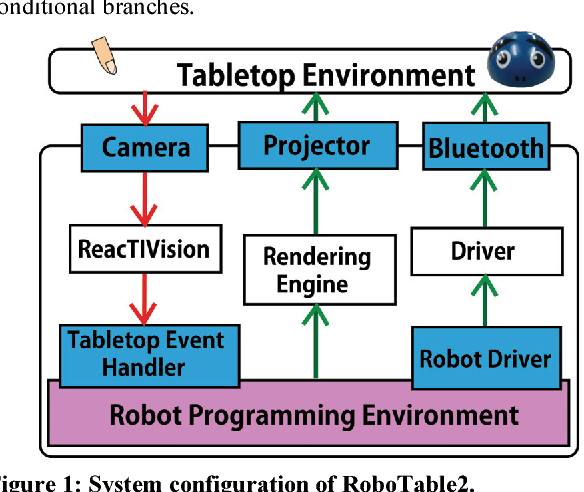 onditional branches.
Tabletop Environment
Camera
Projector
Bluetooth
ReacTIVision
Rendering
Engine
Driver
Tabletop Event
Handler
Robot Driver
Robot Programming Environment
igure 1: System configuration of RoboTable2.